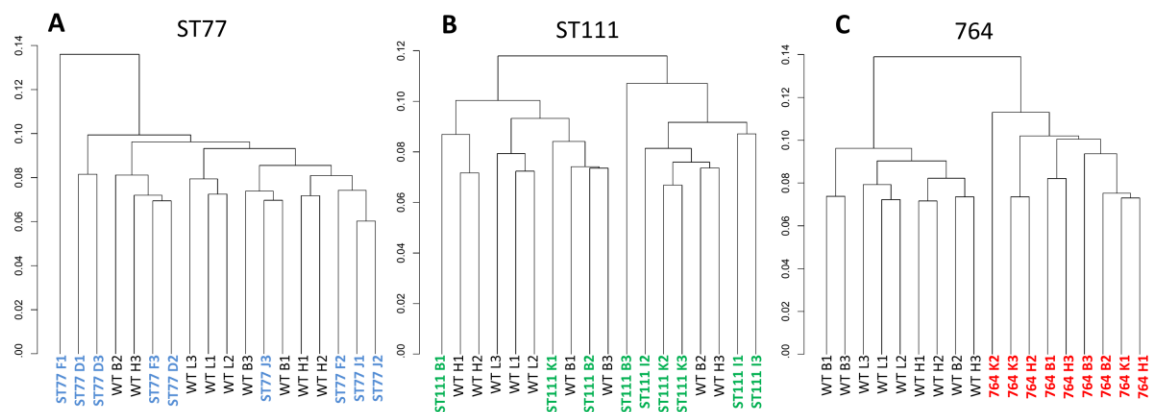 A
ST77
0.14
0.12
0.10
0.08
0.06
0.04
0.02
.00
ST77 F1
ST77 D1
ST77 D3
WT B2
WT H3
ST77 F3
ST77 D2
WT L3
WT L1
WT L2
WT B3
ST77 J3
WT B1
WT H1
WT H2
ST77 F2
ST77 J1
ST77 J2
B
ST111
0.12
0.10
0.08
0.06
0.04
0.02
.00
ST111 B1
WT H1
WT H2
WT L3
WT L1
WT L2
ST111 K1
WT B1
ST111 B2
WT B3
ST111 B3
ST111 I2
ST111 K2
ST111 K3
WT B2
WT H3
ST111 I1
ST111 I3
C
764
0.14
0.12
0.10
0.08
0.06
0.04
0.02
.00
WT B1
WT B3
WT L3
WT L1
WT L2
WT H1
WT H2
WT B2
WT H3
764 K2
764 K3
764 H2
764 B1
764 H3
764 B3
764 B2
764 K1
764 H1